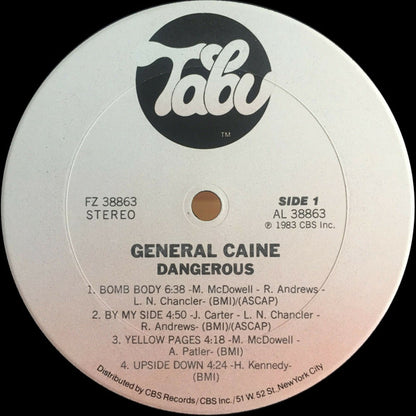 Tabu
TM
FZ 38863
STEREO
SIDE 1
AL 38863
℗ 1983 CBS Inc.
GENERAL CAINE
DANGEROUS
1. BOMB BODY 6:38 -M. McDowell - R. Andrews -
L. N. Chancler- (BMI)/(ASCAP)
2. BY MY SIDE 4:50 -J. Carter - L. N. Chancler -
R. Andrews- (BMI)/(ASCAP)
3. YELLOW PAGES 4:18 -M. McDowell -
A. Patler- (BMI)
4. UPSIDE DOWN 4:24 -H. Kennedy-
(BMI)
Distributed by CBS Records / CBS Inc. / 51 W. 52 St. New York City